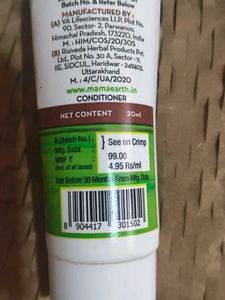 Batch No. & Refer Below
MANUFACTURED BY :
(A) VA Lifesciences LLP, Plot No.
9D, Sector-2, Parwanoo,
Himachal Pradesh, 173220, India
M. : HIM/COS/20/305
(B) Risiveda Herbal Products Pvt.
Ltd., Plot No. 30 A, Sector - 11,
IIE, SIDCUL, Haridwar - 249403,
Uttarakhand
M. : 4/C/UA/2020
www.mamaearth.in
CONDITIONER
NET CONTENT 20ml
B.(Batch No.) : See on Crimp
Mfg. Date
MRP ₹ : 99.00
(Incl. of all taxes) 4.95 Rs/ml
Use Before 30 Months From Mfg. Date
8 904417 301502